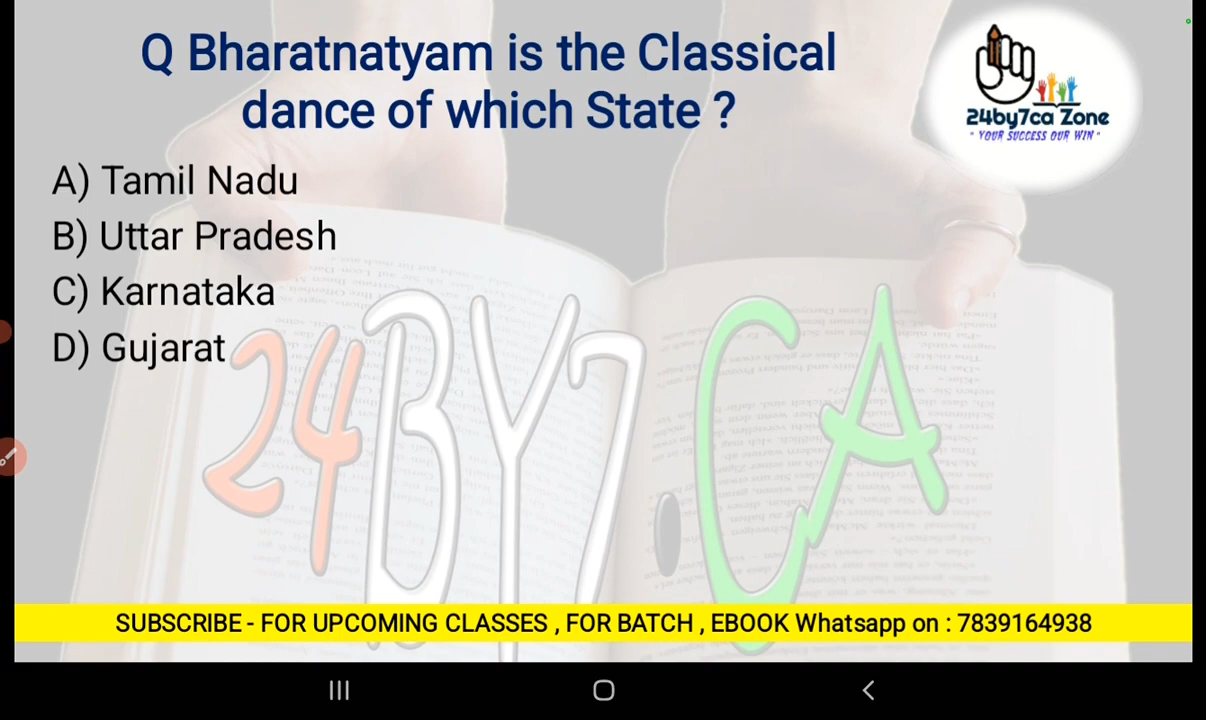 Q Bharatnatyam is the Classical
dance of which State ?
24by7ca Zone
" YOUR SUCCESS OUR WIN "
A) Tamil Nadu
B) Uttar Pradesh
C) Karnataka
D) Gujarat
24BY7.CA
SUBSCRIBE - FOR UPCOMING CLASSES , FOR BATCH , EBOOK Whatsapp on : 7839164938